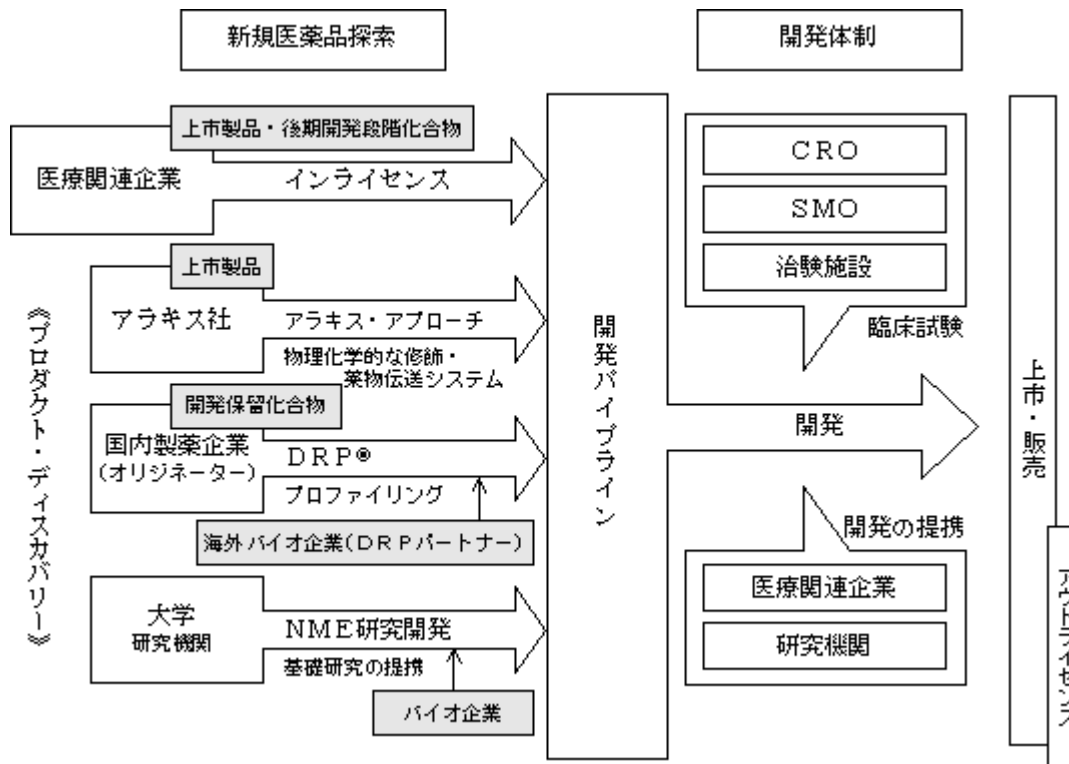 新規医薬品探索
開発体制
上市製品・後期開発段階化合物
医療関連企業
インライセンス
上市製品
アラキス社
アラキス・アプローチ
物理化学的な修飾・
薬物伝送システム
開発保留化合物
国内製薬企業
(オリジネーター)
DRP®
プロファイリング
海外バイオ企業(DRPパートナー)
大学
研究機関
NME研究開発
基礎研究の提携
バイオ企業
《プロダクト・ディスカバリー》
開発パイプライン
CRO
SMO
治験施設
臨床試験
開発
開発の提携
医療関連企業
研究機関
上市・販売
アウトライセンス